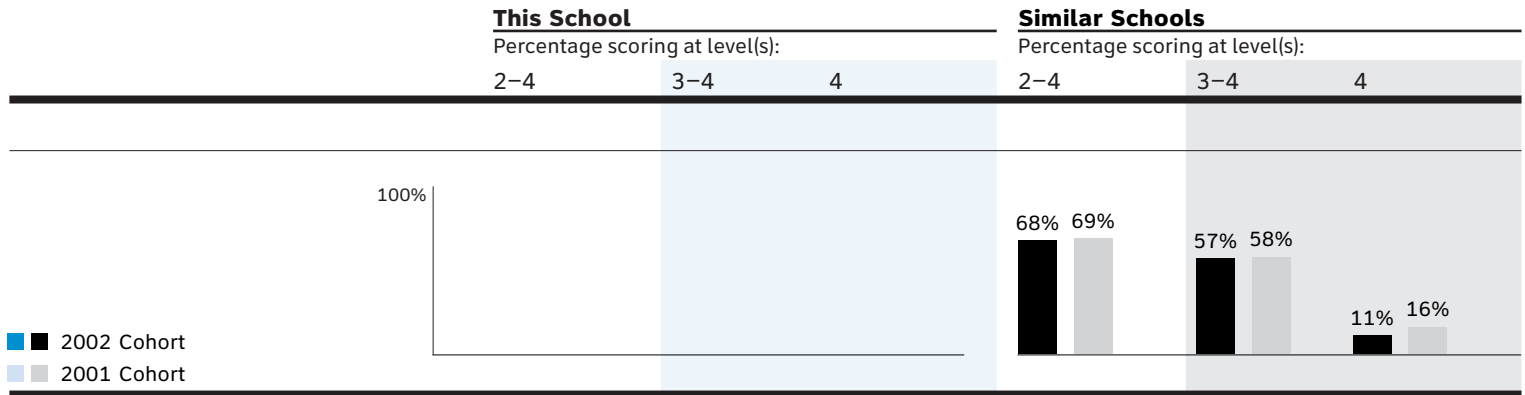 This School
Similar Schools
Percentage scoring at level(s):
Percentage scoring at level(s):
2–4 3–4 4
2–4 3–4 4
100%
68% 69%
57% 58%
11% 16%
2002 Cohort
2001 Cohort